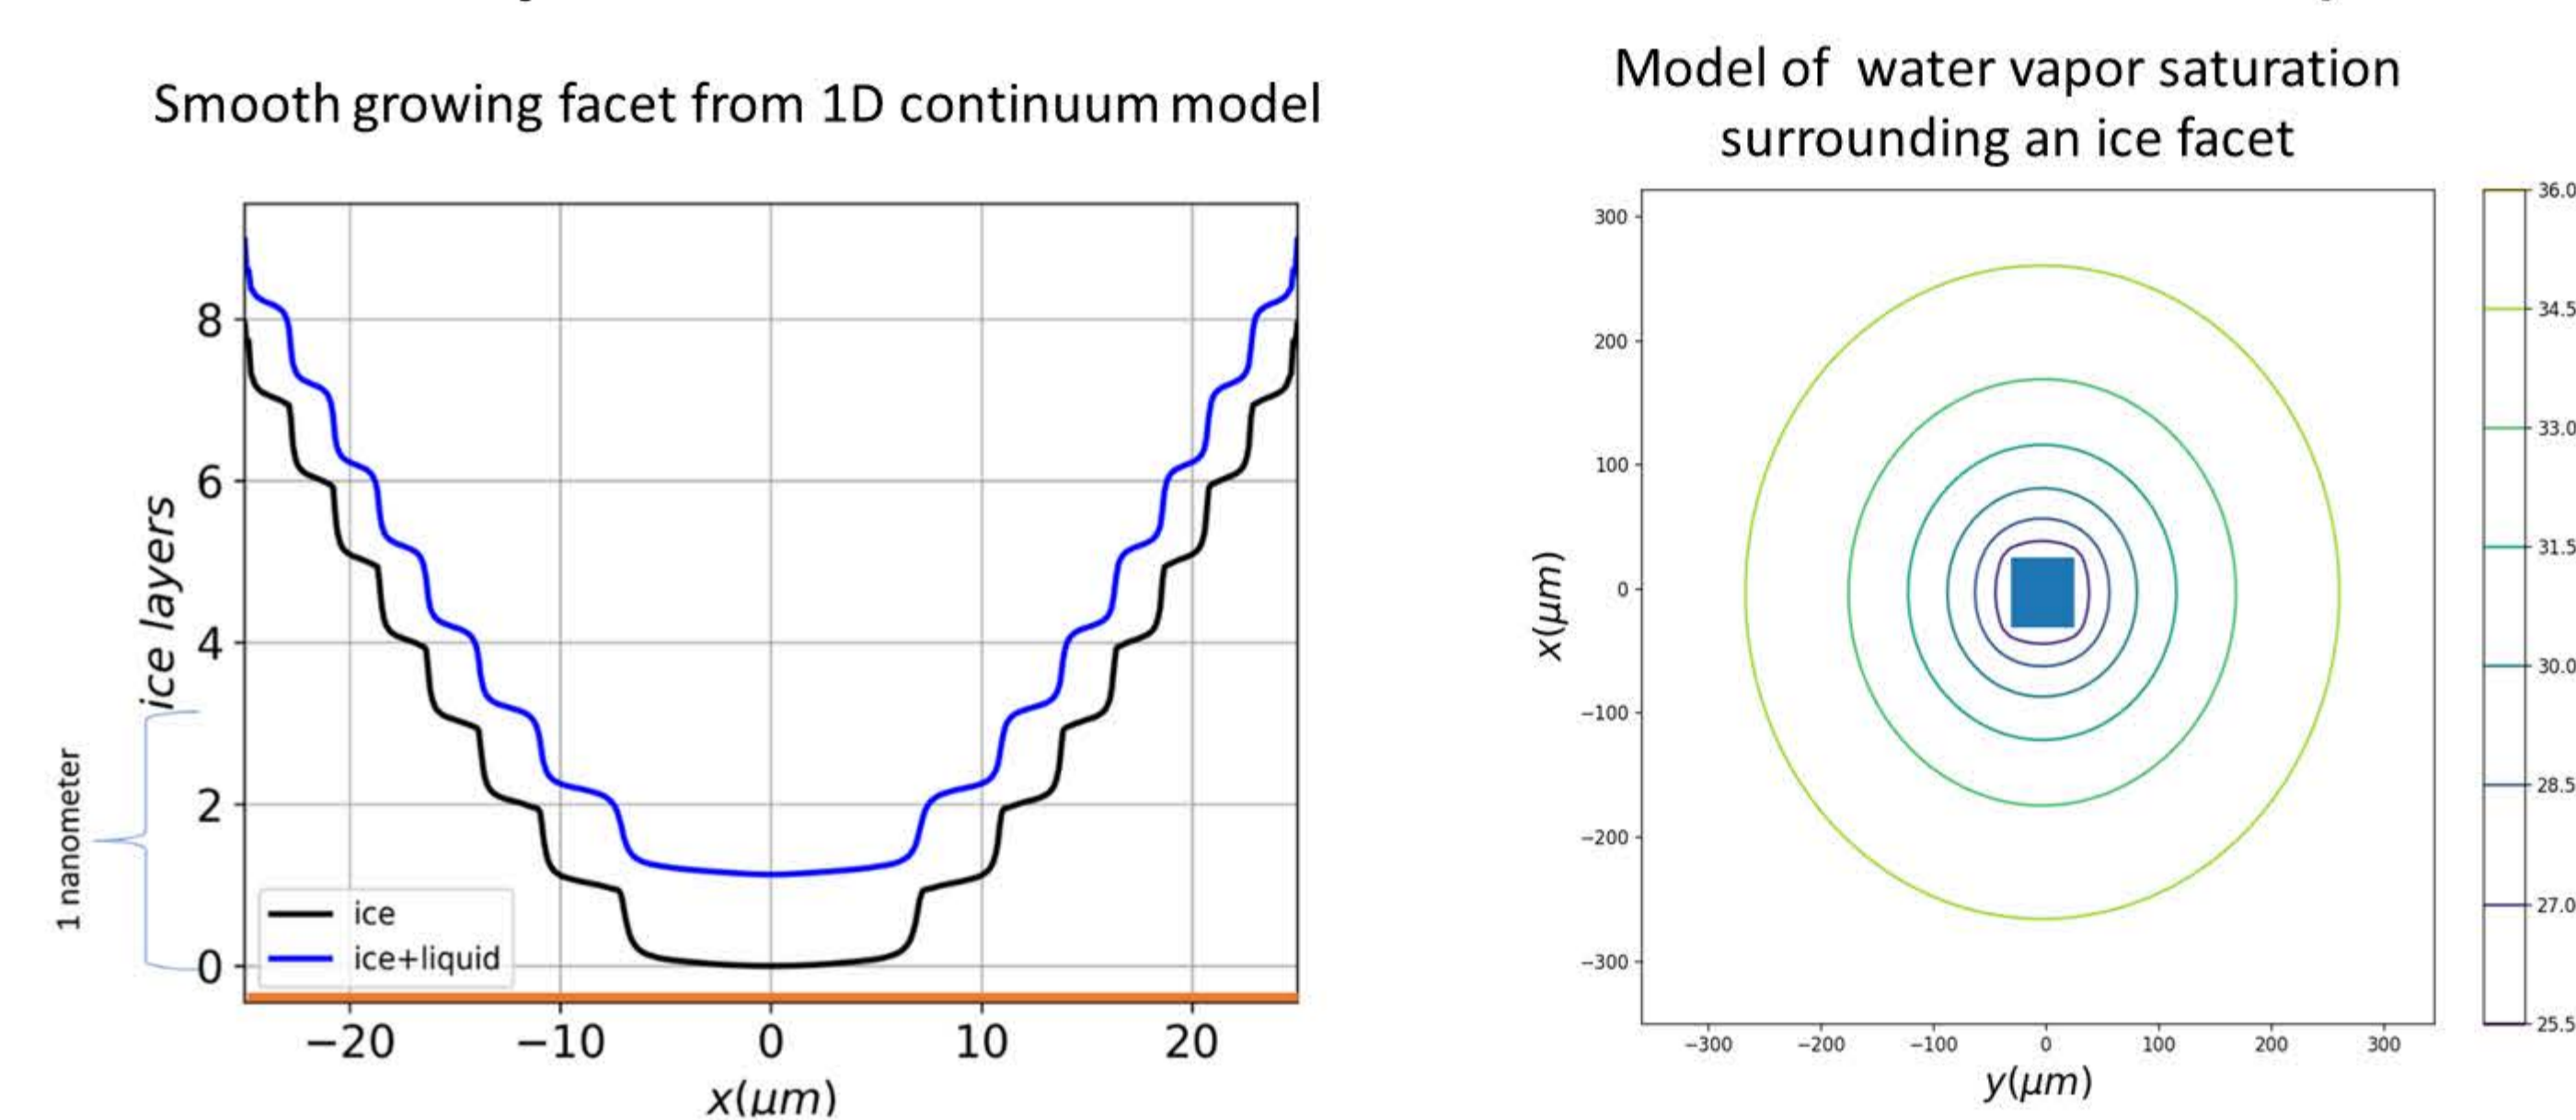 Smooth growing facet from 1D continuum model
8
6
4
2
0
ice layers
1 nanometer
ice
ice+liquid
−20 −10 0 10 20
x(μm)
Model of water vapor saturation
surrounding an ice facet
300
200
100
0
−100
−200
−300
x(μm)
−300 −200 −100 0 100 200 300
y(μm)
36.0
34.5
33.0
31.5
30.0
28.5
27.0
25.5